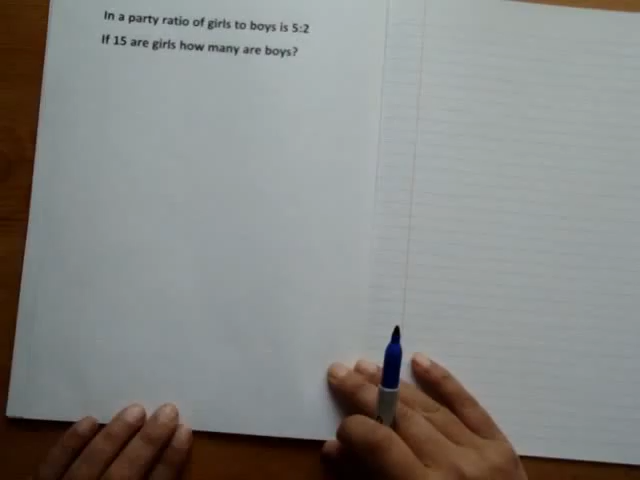 In a party ratio of girls to boys is 5:2
If 15 are girls how many are boys?